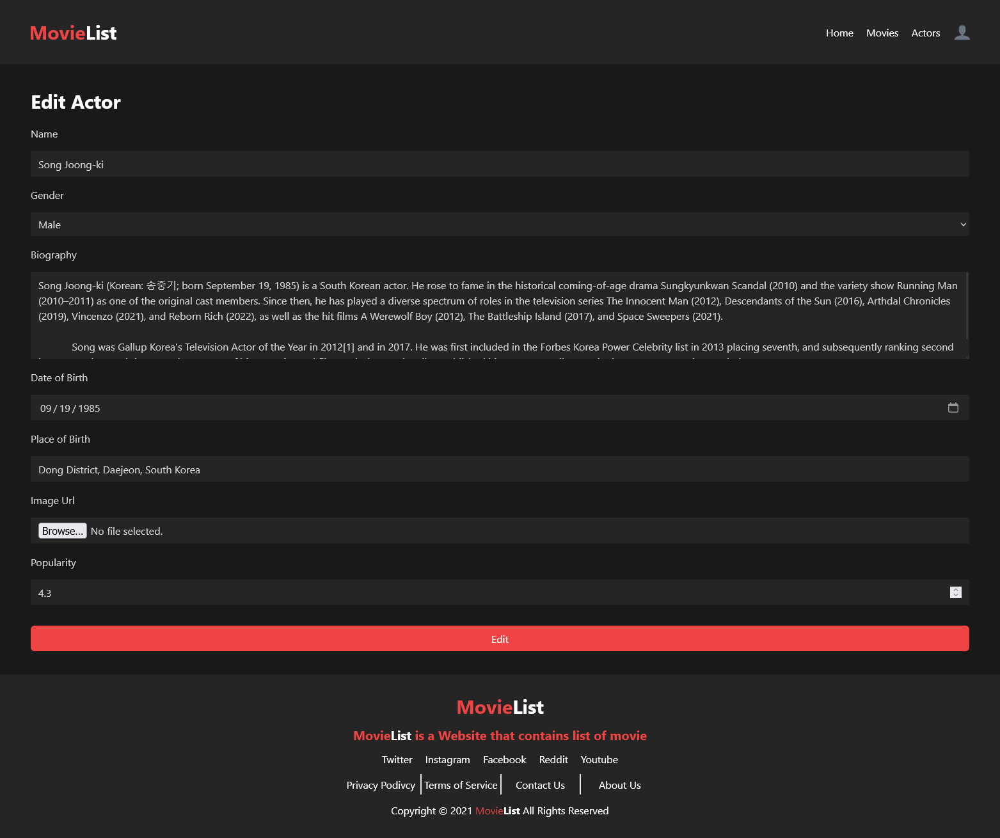 MovieList
Home Movies Actors
Edit Actor
Name
Song Joong-ki
Gender
Male
Biography
Song Joong-ki (Korean: 송중기; born September 19, 1985) is a South Korean actor. He rose to fame in the historical coming-of-age drama Sungkyunkwan Scandal (2010) and the variety show Running Man
(2010–2011) as one of the original cast members. Since then, he has played a diverse spectrum of roles in the television series The Innocent Man (2012), Descendants of the Sun (2016), Arthdal Chronicles
(2019), Vincenzo (2021), and Reborn Rich (2022), as well as the hit films A Werewolf Boy (2012), The Battleship Island (2017), and Space Sweepers (2021).
Song was Gallup Korea's Television Actor of the Year in 2012[1] and in 2017. He was first included in the Forbes Korea Power Celebrity list in 2013 placing seventh, and subsequently ranking second
Date of Birth
09 / 19 / 1985
Place of Birth
Dong District, Daejeon, South Korea
Image Url
Browse... No file selected.
Popularity
4.3
Edit
MovieList
MovieList is a Website that contains list of movie
Twitter Instagram Facebook Reddit Youtube
Privacy Podivcy Terms of Service Contact Us About Us
Copyright © 2021 MovieList All Rights Reserved